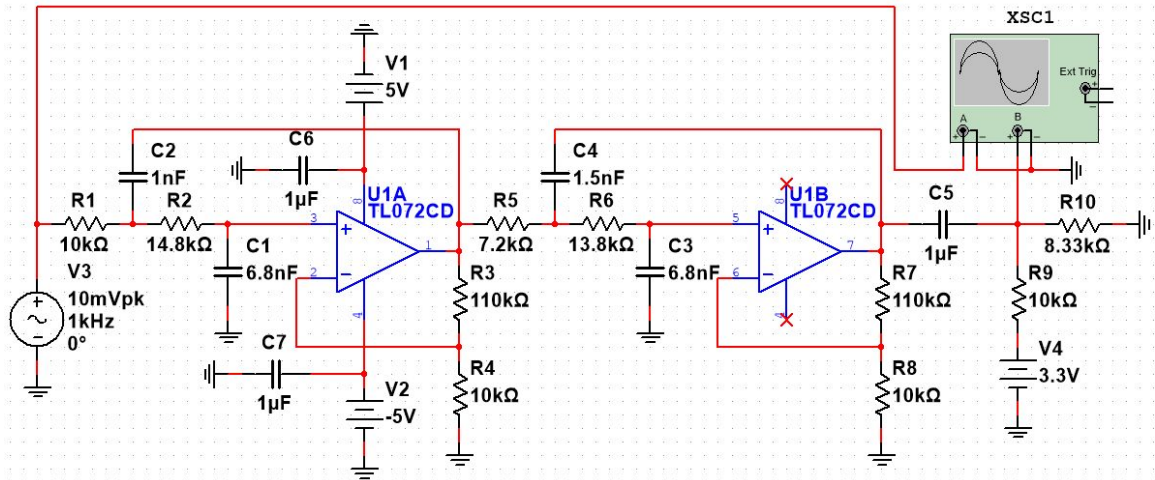 XSC1
Ext Trig
+
−
A
B
+
−
+
−
V1
5V
C6
1µF
C2
1nF
C4
1.5nF
U1A
TL072CD
U1B
TL072CD
R1
10kΩ
R2
14.8kΩ
C1
6.8nF
3
2
8
4
1
+
−
R5
7.2kΩ
R6
13.8kΩ
C3
6.8nF
5
6
8
4
7
+
−
C5
1µF
R10
8.33kΩ
V3
10mVpk
1kHz
0°
+
−
R3
110kΩ
R7
110kΩ
R9
10kΩ
C7
1µF
R4
10kΩ
R8
10kΩ
V2
-5V
V4
3.3V